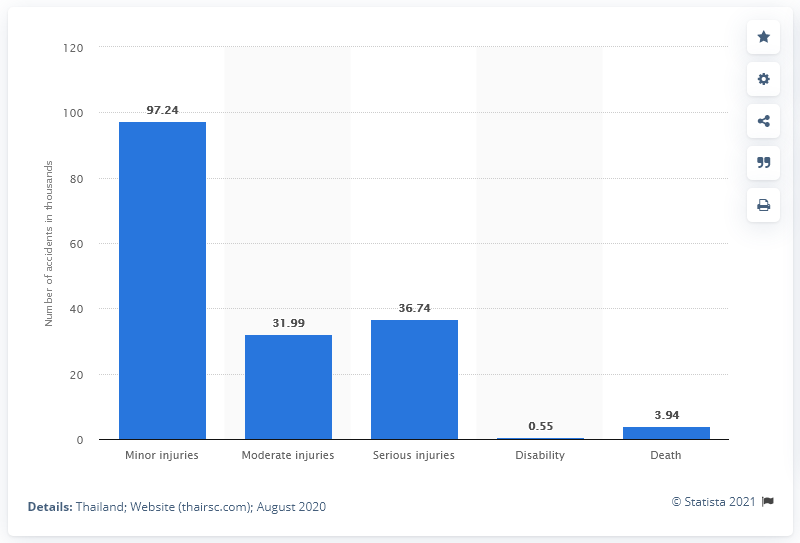 120
100
80
60
40
20
0
Number of accidents in thousands
97.24
31.99
36.74
0.55
3.94
Minor injuries
Moderate injuries
Serious injuries
Disability
Death
Details: Thailand; Website (thairsc.com); August 2020
© Statista 2021